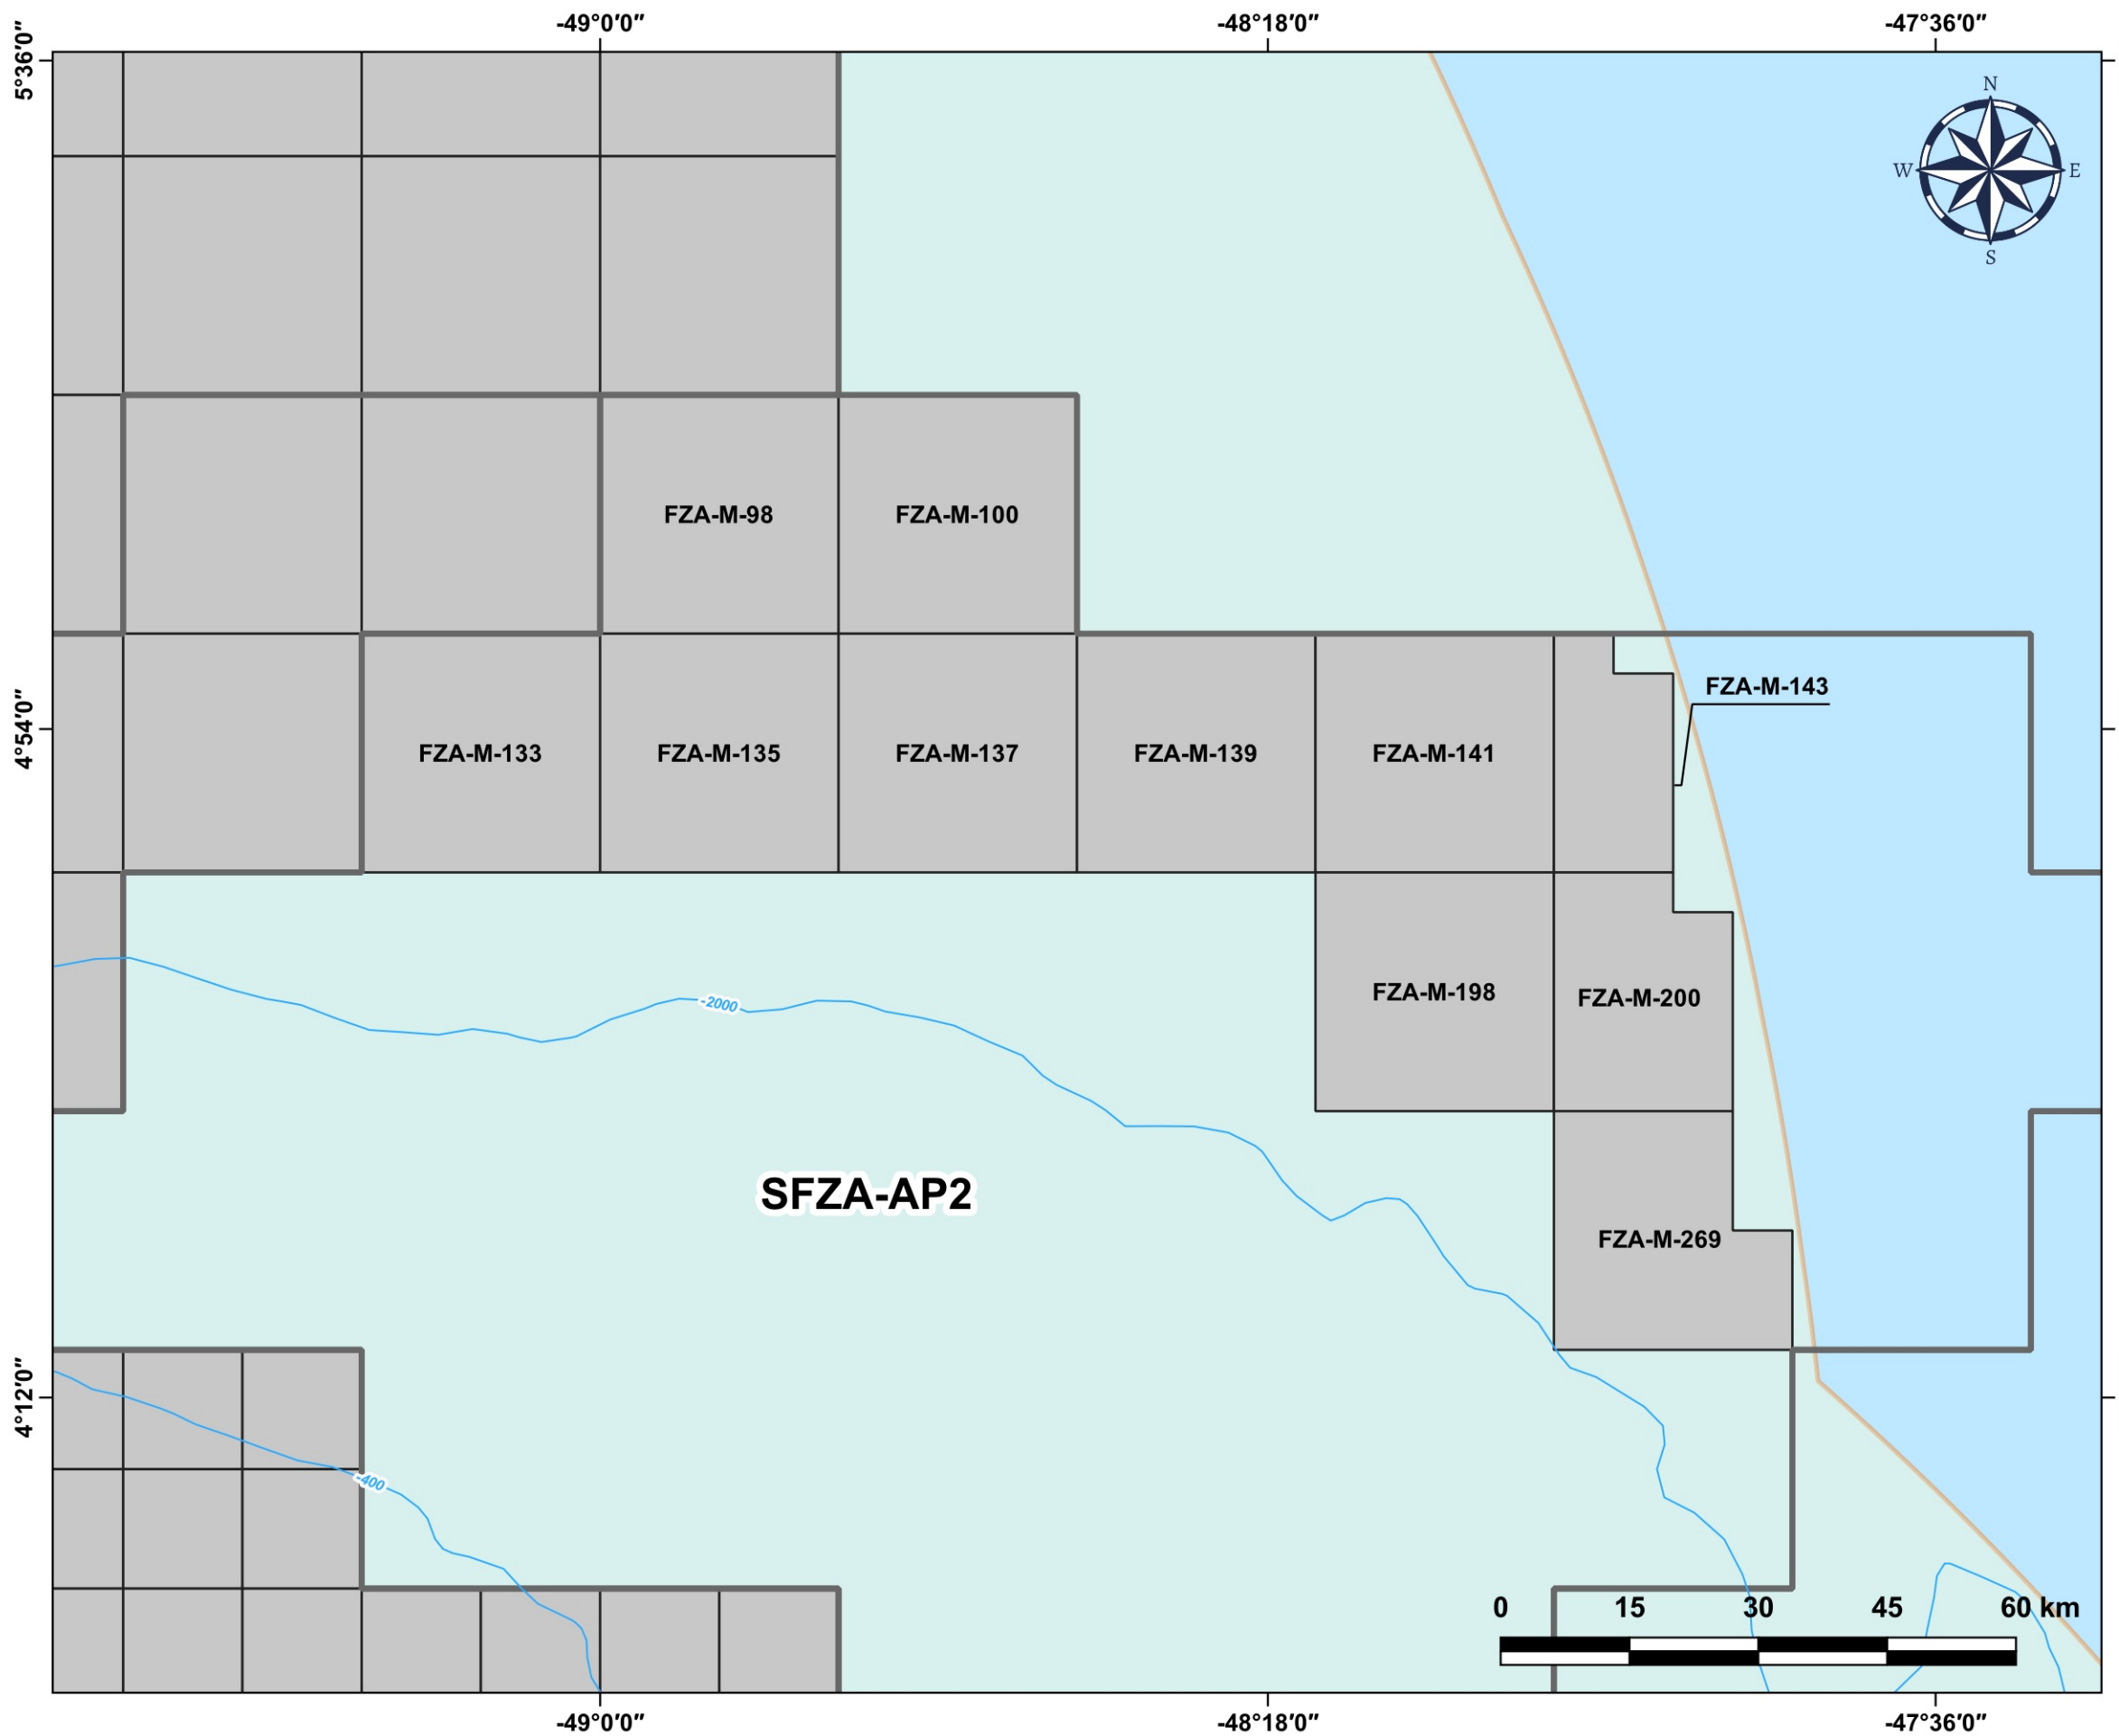 -49°0′0″ -48°18′0″ -47°36′0″
5°36′0″
N
W E
S
FZA-M-98 FZA-M-100
FZA-M-143
4°54′0″
FZA-M-133 FZA-M-135 FZA-M-137 FZA-M-139 FZA-M-141
FZA-M-198 FZA-M-200
-2000
SFZA-AP2
FZA-M-269
4°12′0″
-400
0 15 30 45 60 km
-49°0′0″ -48°18′0″ -47°36′0″